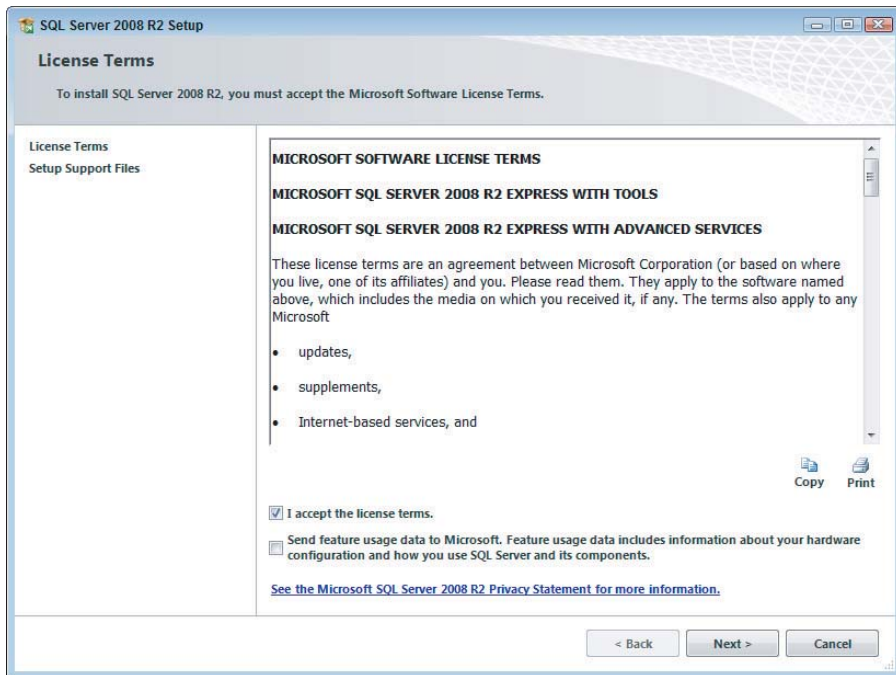 SQL Server 2008 R2 Setup
License Terms
To install SQL Server 2008 R2, you must accept the Microsoft Software License Terms.
License Terms
Setup Support Files
MICROSOFT SOFTWARE LICENSE TERMS
MICROSOFT SQL SERVER 2008 R2 EXPRESS WITH TOOLS
MICROSOFT SQL SERVER 2008 R2 EXPRESS WITH ADVANCED SERVICES
These license terms are an agreement between Microsoft Corporation (or based on where
you live, one of its affiliates) and you. Please read them. They apply to the software named
above, which includes the media on which you received it, if any. The terms also apply to any
Microsoft
• updates,
• supplements,
• Internet-based services, and
Copy Print
I accept the license terms.
Send feature usage data to Microsoft. Feature usage data includes information about your hardware
configuration and how you use SQL Server and its components.
See the Microsoft SQL Server 2008 R2 Privacy Statement for more information.
< Back Next > Cancel